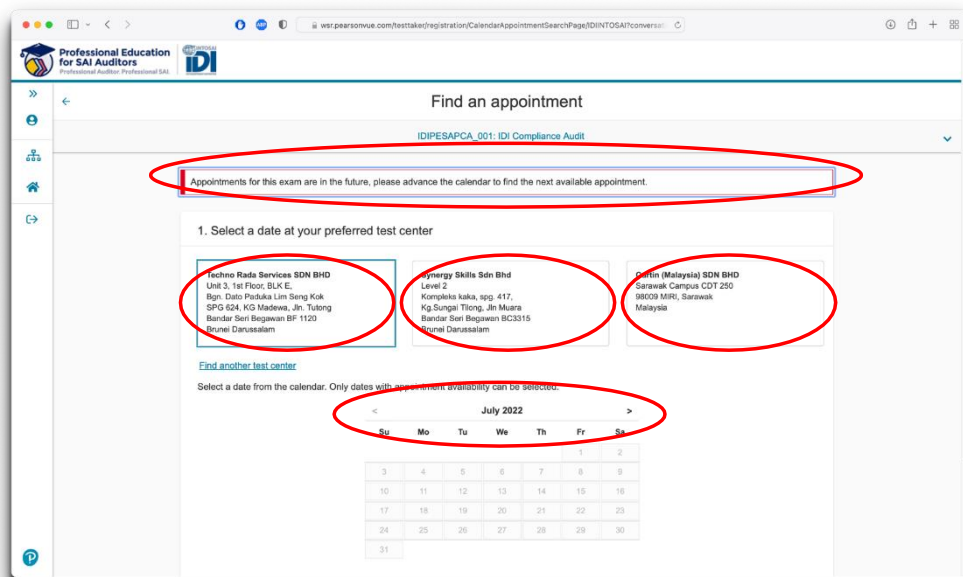 wsr.pearsonvue.com/testtaker/registration/CalendarAppointmentSearchPage/IDIINTOSAI?conversat
Professional Education
for SAI Auditors
Professional Auditor Professional SAI
INTOSAI
IDI
Find an appointment
IDIPESAPCA_001: IDI Compliance Audit
Appointments for this exam are in the future, please advance the calendar to find the next available appointment.
1. Select a date at your preferred test center
Techno Rada Services SDN BHD
Unit 3, 1st Floor, BLK E,
Bgn. Dato Paduka Lim Seng Kok
SPG 624, KG Madewa, Jln. Tutong
Bandar Seri Begawan BF 1120
Brunei Darussalam
Synergy Skills Sdn Bhd
Level 2
Kompleks kaka, spg. 417,
Kg.Sungai Tilong, Jln Muara
Bandar Seri Begawan BC3315
Brunei Darussalam
Curtin (Malaysia) SDN BHD
Sarawak Campus CDT 250
98009 MIRI, Sarawak
Malaysia
Find another test center
Select a date from the calendar. Only dates with appointment availability can be selected.
< July 2022 >
Su Mo Tu We Th Fr Sa
1 2
3 4 5 6 7 8 9
10 11 12 13 14 15 16
17 18 19 20 21 22 23
24 25 26 27 28 29 30
31